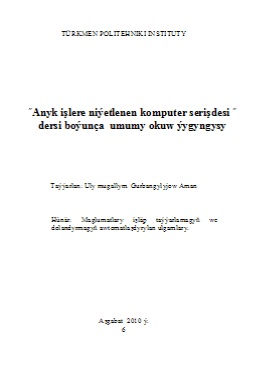 TÜRKMEN POLITEHNIKI INSTITUTY
"Anyk işlere niýetlenen komputer serişdesi "
dersi boýunça umumy okuw ýygyndysy
Taýýarlan. Uly mugallym Gurbangylyjow Aman
Hünär. Maglumatlary işläp taýýarlamagyň we
dolandyrmagyň awtomatlaşdyrylan ulgamlary.
Aşgabat 2010 ý.
6